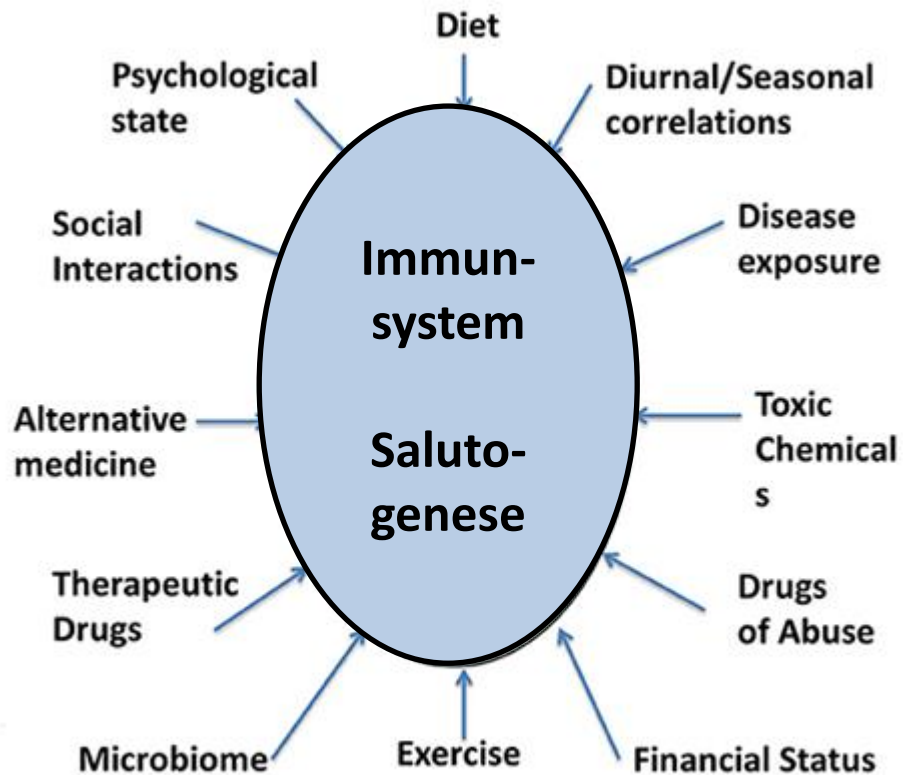 Diet
Psychological
state
Diurnal/Seasonal
correlations
Social
Interactions
Disease
exposure
Immun-
system
Saluto-
genese
Alternative
medicine
Toxic
Chemical
s
Therapeutic
Drugs
Drugs
of Abuse
Microbiome
Exercise
Financial Status